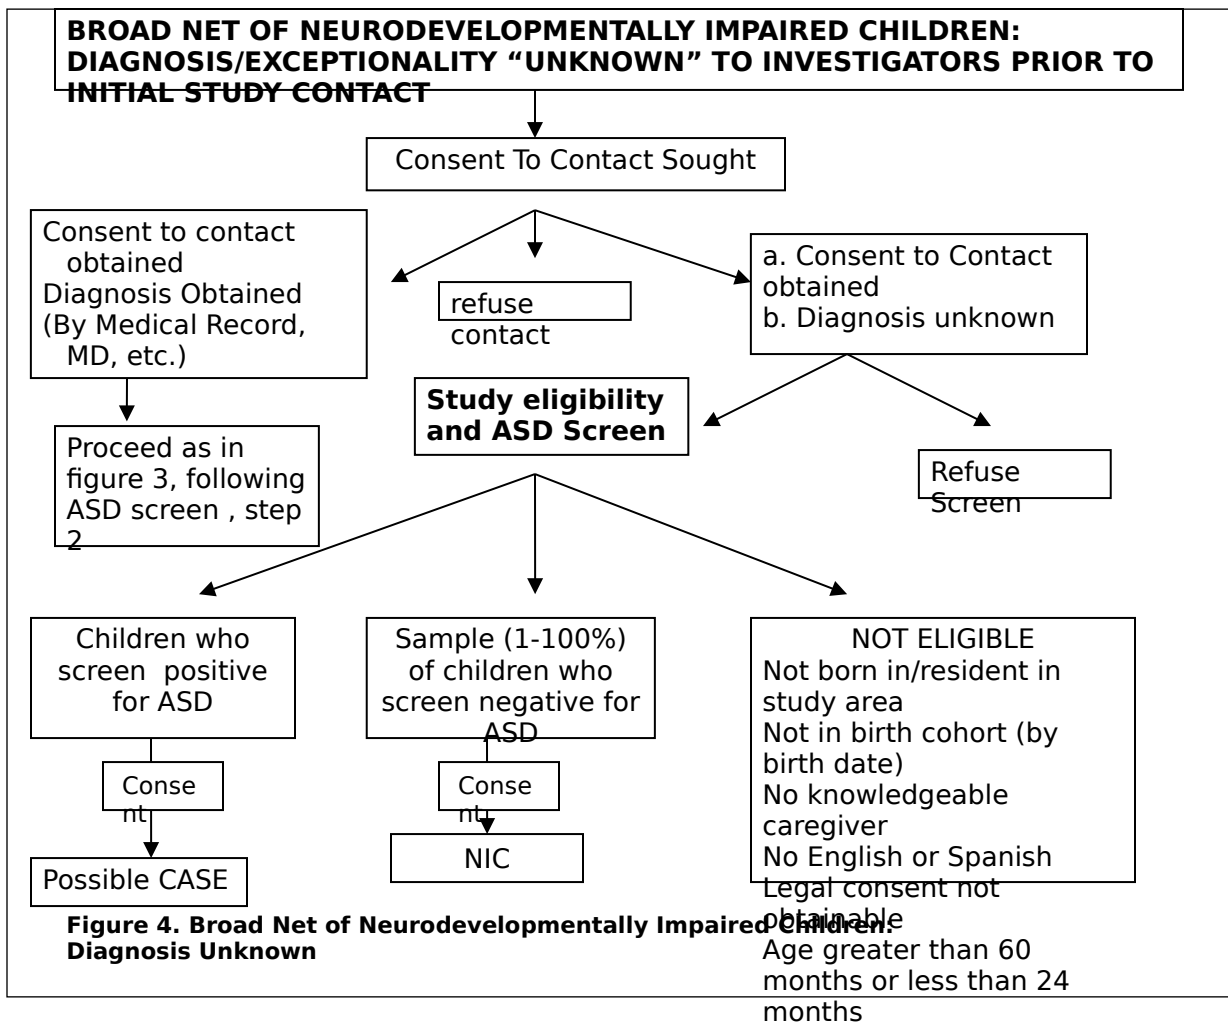 BROAD NET OF NEURODEVELOPMENTALLY IMPAIRED CHILDREN:
DIAGNOSIS/EXCEPTIONALITY “UNKNOWN” TO INVESTIGATORS PRIOR TO
INITIAL STUDY CONTACT
Consent To Contact Sought
Consent to contact
obtained
Diagnosis Obtained
(By Medical Record,
MD, etc.)
refuse
contact
a. Consent to Contact
obtained
b. Diagnosis unknown
Study eligibility
and ASD Screen
Proceed as in
figure 3, following
ASD screen , step
2
Refuse
Screen
Children who
screen  positive
for ASD
Sample (1-100%)
of children who
screen negative for
ASD
NOT ELIGIBLE
Not born in/resident in
study area
Not in birth cohort (by
birth date)
No knowledgeable
caregiver
No English or Spanish
Legal consent not
obtainable
Age greater than 60
months or less than 24
months
Conse
nt
Conse
nt
Possible CASE
NIC
Figure 4. Broad Net of Neurodevelopmentally Impaired Children:
Diagnosis Unknown